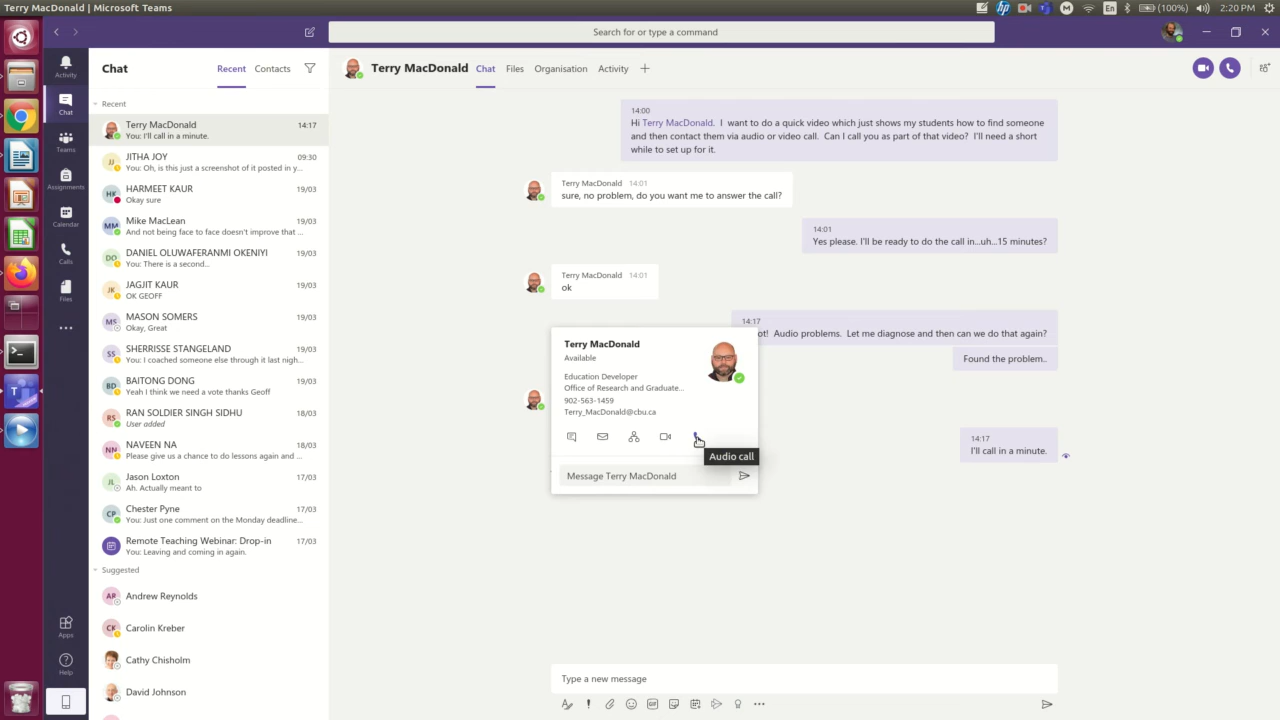 Terry MacDonald | Microsoft Teams
En
(100%)
2:20 PM
Search for or type a command
Activity
Chat
Teams
Assignments
Calendar
Calls
Files
Apps
Help
Chat
Recent
Contacts
Recent
Terry MacDonald 14:17
You: I'll call in a minute.
JJ
JITHA JOY 09:30
You: Oh, is this just a screenshot of it posted in y...
HK
HARMEET KAUR 19/03
Okay sure
MM
Mike MacLean 19/03
And not being face to face doesn't improve that ...
DO
DANIEL OLUWAFERANMI OKENIYI 19/03
You: There is a second...
JK
JAGJIT KAUR 19/03
OK GEOFF
MS
MASON SOMERS 19/03
Okay, Great
SS
SHERRISSE STANGELAND 19/03
You: I coached someone else through it last nigh...
BD
BAITONG DONG 19/03
Yeah I think we need a vote thanks Geoff
RS
RAN SOLDIER SINGH SIDHU 18/03
User added
NN
NAVEEN NA 18/03
Please give us a chance to do lessons again and ...
JL
Jason Loxton 17/03
Ah. Actually meant to
CP
Chester Pyne 17/03
You: Just one comment on the Monday deadline...
Remote Teaching Webinar: Drop-in 17/03
You: Leaving and coming in again.
Suggested
AR
Andrew Reynolds
CK
Carolin Kreber
Cathy Chisholm
David Johnson
Terry MacDonald
Chat
Files
Organisation
Activity
14:00
Hi Terry MacDonald. I want to do a quick video which just shows my students how to find someone
and then contact them via audio or video call. Can I call you as part of that video? I'll need a short
while to set up for it.
Terry MacDonald 14:01
sure, no problem, do you want me to answer the call?
14:01
Yes please. I'll be ready to do the call in...uh...15 minutes?
Terry MacDonald 14:01
ok
14:17
ot! Audio problems. Let me diagnose and then can we do that again?
Found the problem..
Terry MacDonald
Available
Education Developer
Office of Research and Graduate...
902-563-1459
Terry_MacDonald@cbu.ca
Audio call
Message Terry MacDonald
14:17
I'll call in a minute.
Type a new message
GIF